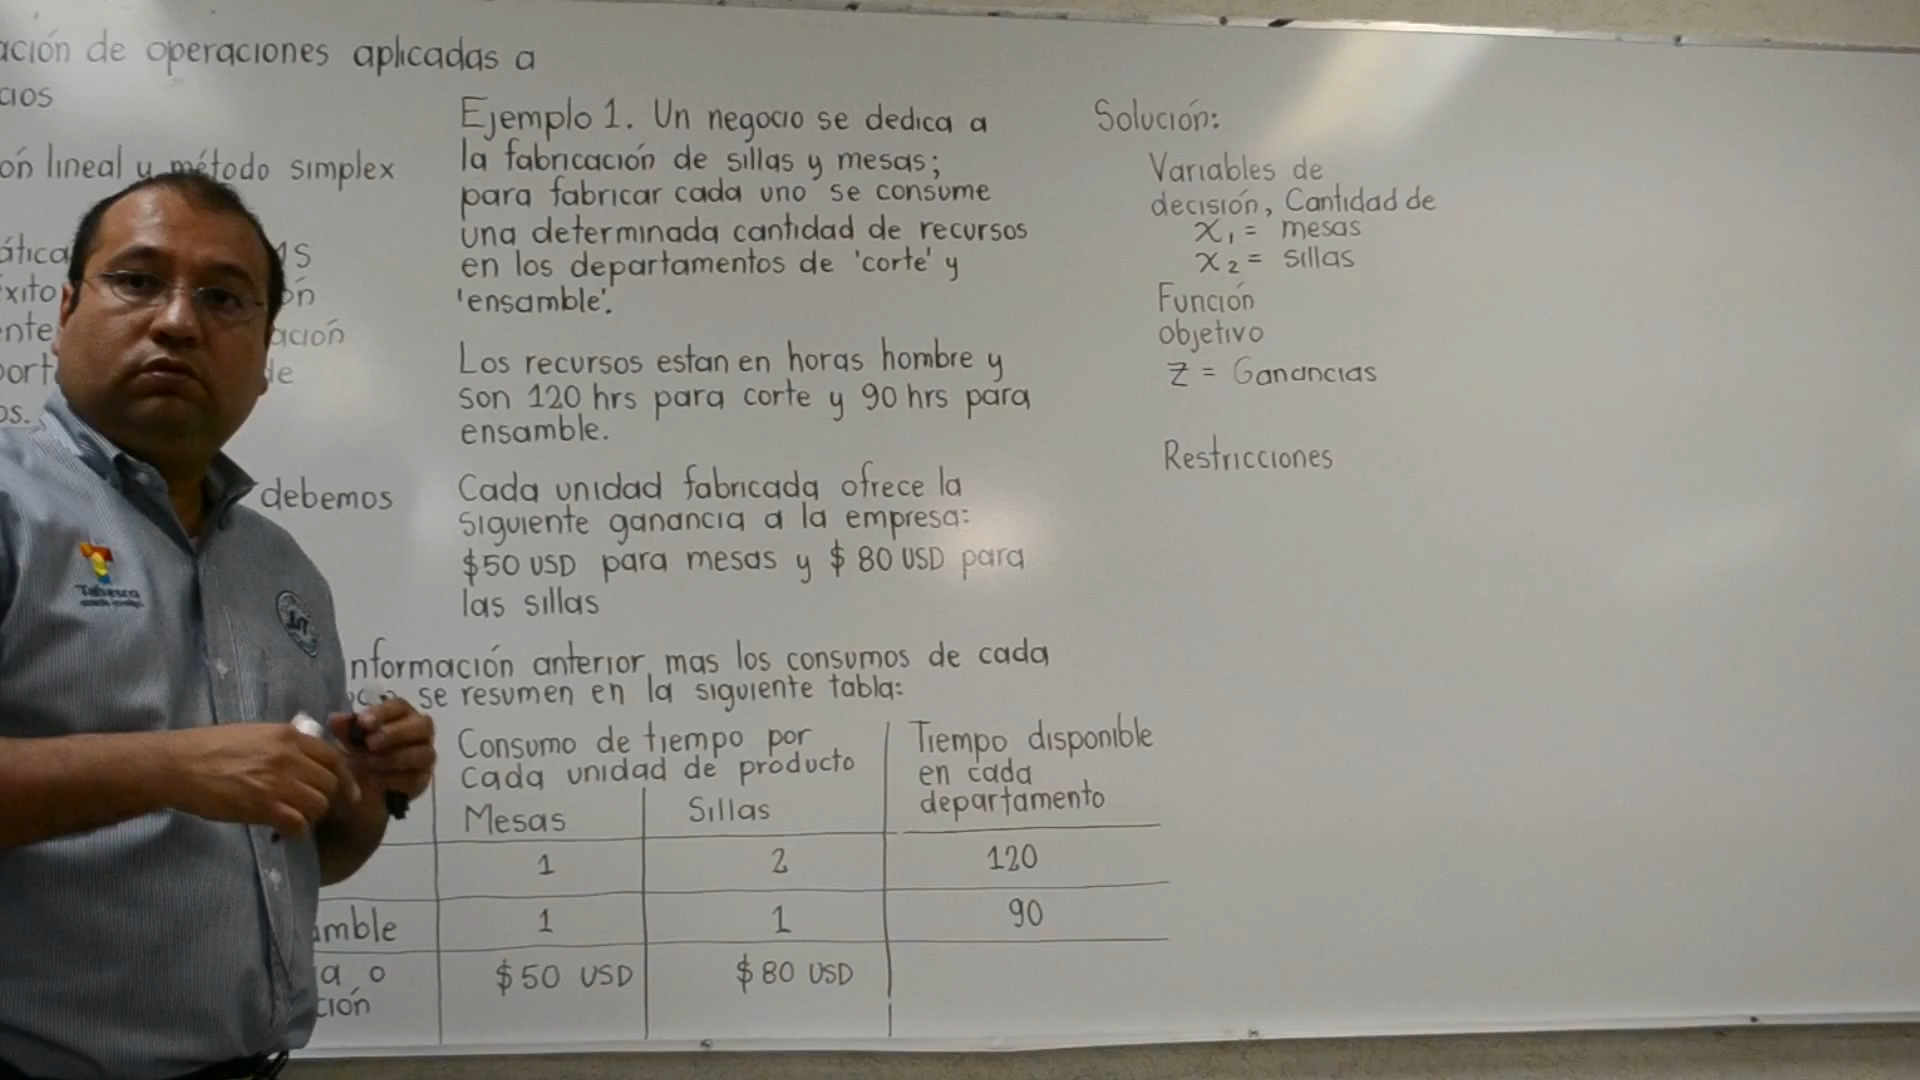 de operaciones aplicadas a
lineal y método simplex
debemos
Ejemplo 1. Un negocio se dedica a
la fabricación de sillas y mesas;
para fabricar cada uno se consume
una determinada cantidad de recursos
en los departamentos de 'corte' y
'ensamble'.
Los recursos estan en horas hombre y
son 120 hrs para corte y 90 hrs para
ensamble.
Cada unidad fabricada ofrece la
siguiente ganancia a la empresa:
$50 USD para mesas y $80 USD para
las sillas
anterior, mas los consumos de cada
se resumen en la siguiente tabla:
Consumo de tiempo por
cada unidad de producto
Tiempo disponible
en cada
departamento
Mesas Sillas
1 2 120
1 1 90
o $50 USD $80 USD
Solución:
Variables de
decisión, Cantidad de
x₁ = mesas
x₂ = sillas
Función
objetivo
Z = Ganancias
Restricciones
Tabasco